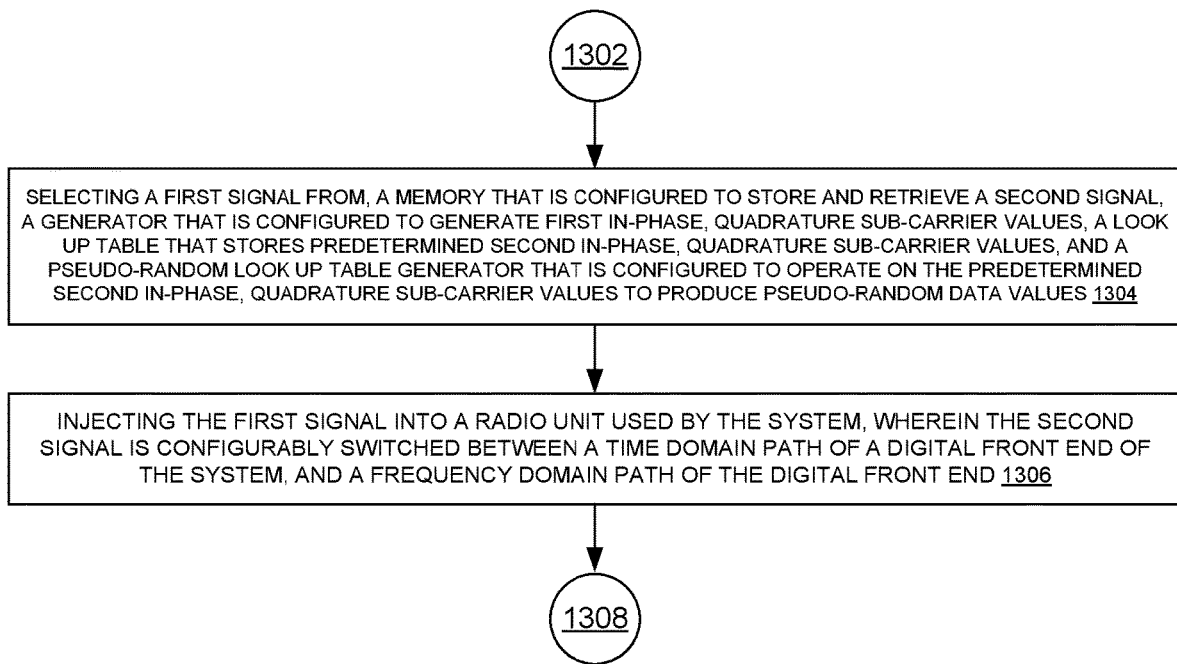 1302
SELECTING A FIRST SIGNAL FROM, A MEMORY THAT IS CONFIGURED TO STORE AND RETRIEVE A SECOND SIGNAL,
A GENERATOR THAT IS CONFIGURED TO GENERATE FIRST IN-PHASE, QUADRATURE SUB-CARRIER VALUES, A LOOK
UP TABLE THAT STORES PREDETERMINED SECOND IN-PHASE, QUADRATURE SUB-CARRIER VALUES, AND A
PSEUDO-RANDOM LOOK UP TABLE GENERATOR THAT IS CONFIGURED TO OPERATE ON THE PREDETERMINED
SECOND IN-PHASE, QUADRATURE SUB-CARRIER VALUES TO PRODUCE PSEUDO-RANDOM DATA VALUES 1304
INJECTING THE FIRST SIGNAL INTO A RADIO UNIT USED BY THE SYSTEM, WHEREIN THE SECOND
SIGNAL IS CONFIGURABLY SWITCHED BETWEEN A TIME DOMAIN PATH OF A DIGITAL FRONT END OF
THE SYSTEM, AND A FREQUENCY DOMAIN PATH OF THE DIGITAL FRONT END 1306
1308